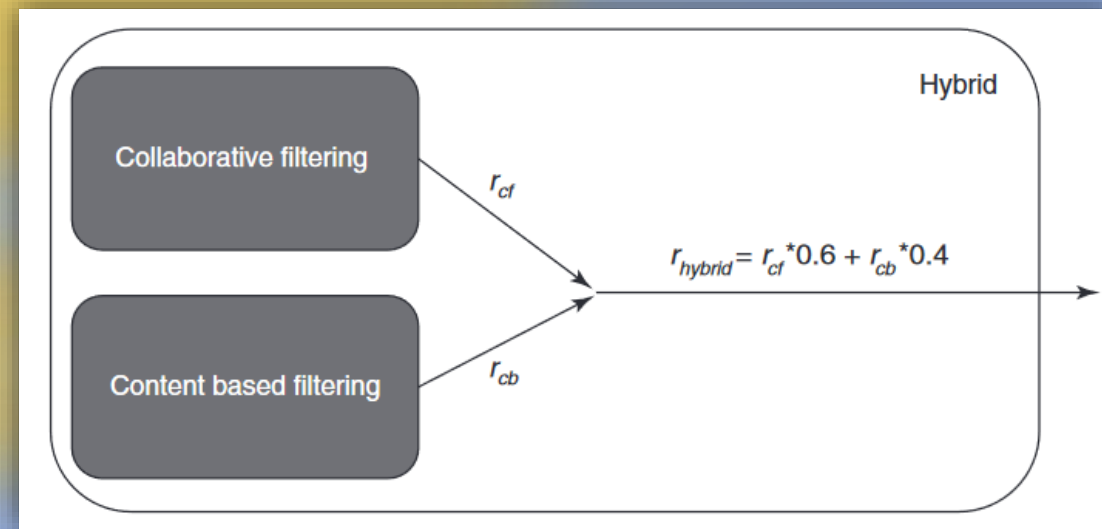 Hybrid
Collaborative filtering
r_cf
r_hybrid = r_cf*0.6 + r_cb*0.4
r_cb
Content based filtering